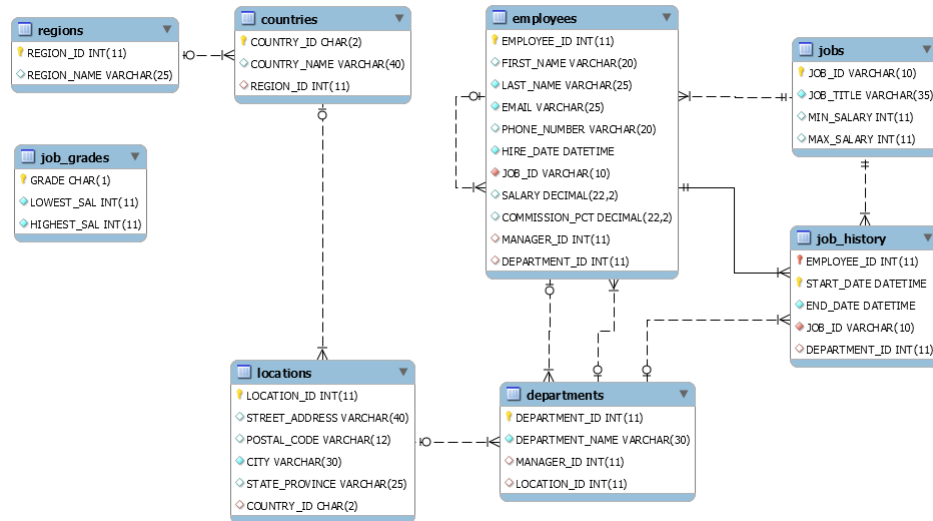 regions
REGION_ID INT(11)
REGION_NAME VARCHAR(25)
countries
COUNTRY_ID CHAR(2)
COUNTRY_NAME VARCHAR(40)
REGION_ID INT(11)
employees
EMPLOYEE_ID INT(11)
FIRST_NAME VARCHAR(20)
LAST_NAME VARCHAR(25)
EMAIL VARCHAR(25)
PHONE_NUMBER VARCHAR(20)
HIRE_DATE DATETIME
JOB_ID VARCHAR(10)
SALARY DECIMAL(22,2)
COMMISSION_PCT DECIMAL(22,2)
MANAGER_ID INT(11)
DEPARTMENT_ID INT(11)
jobs
JOB_ID VARCHAR(10)
JOB_TITLE VARCHAR(35)
MIN_SALARY INT(11)
MAX_SALARY INT(11)
job_grades
GRADE CHAR(1)
LOWEST_SAL INT(11)
HIGHEST_SAL INT(11)
job_history
EMPLOYEE_ID INT(11)
START_DATE DATETIME
END_DATE DATETIME
JOB_ID VARCHAR(10)
DEPARTMENT_ID INT(11)
locations
LOCATION_ID INT(11)
STREET_ADDRESS VARCHAR(40)
POSTAL_CODE VARCHAR(12)
CITY VARCHAR(30)
STATE_PROVINCE VARCHAR(25)
COUNTRY_ID CHAR(2)
departments
DEPARTMENT_ID INT(11)
DEPARTMENT_NAME VARCHAR(30)
MANAGER_ID INT(11)
LOCATION_ID INT(11)